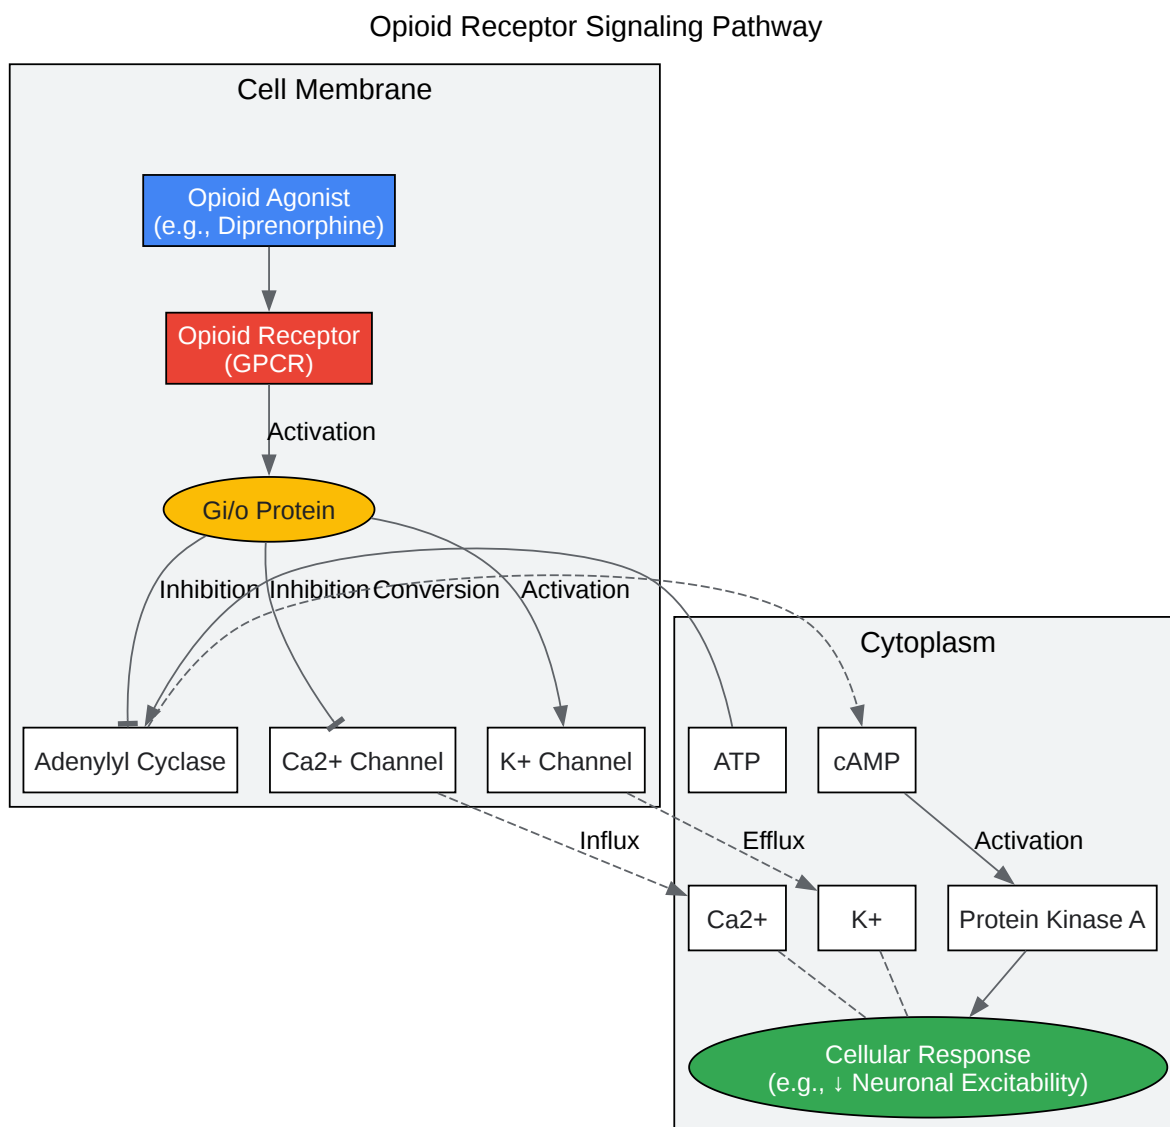 Opioid Receptor Signaling Pathway
Cell Membrane
Opioid Agonist
(e.g., Diprenorphine)
Opioid Receptor
(GPCR)
Activation
Gi/o Protein
Inhibition
Inhibition
Conversion
Activation
Cytoplasm
Adenylyl Cyclase
Ca2+ Channel
K+ Channel
ATP
cAMP
Influx
Efflux
Activation
Ca2+
K+
Protein Kinase A
Cellular Response
(e.g., ↓ Neuronal Excitability)